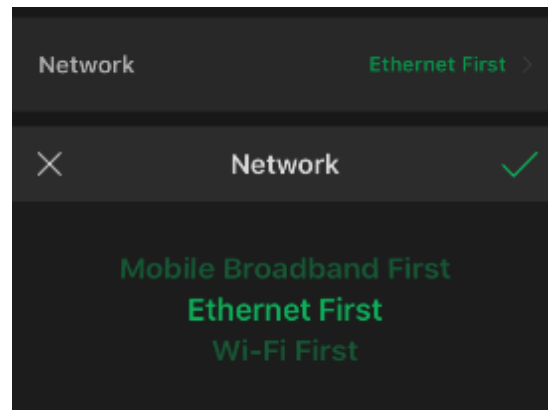 Network Ethernet First
Network
Mobile Broadband First
Ethernet First
Wi-Fi First